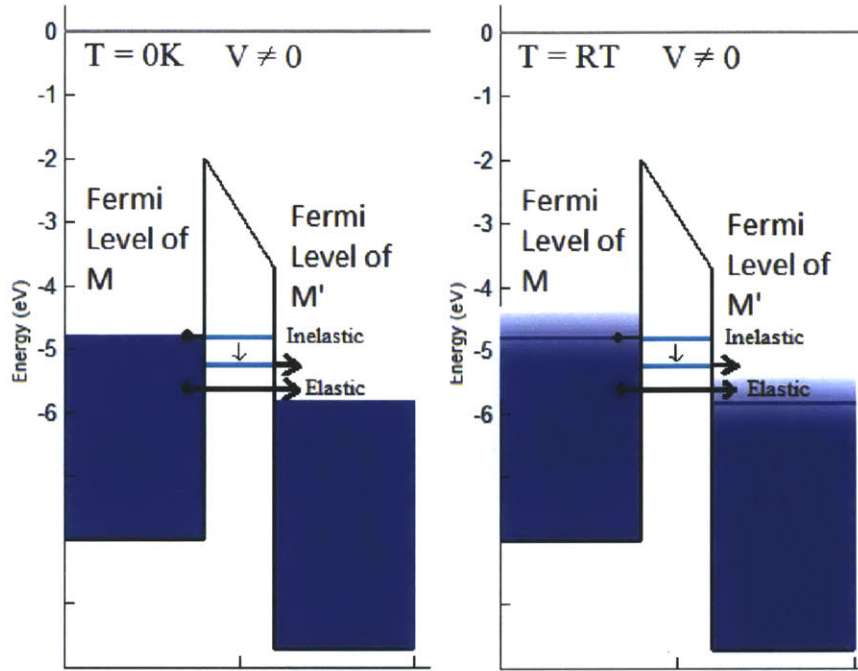 0
T = 0K V ≠ 0
-1
-2
Fermi
Level of
M
Fermi
Level of
M'
-3
-4
-5
-6
Energy (eV)
Inelastic
↓
Elastic
0
T = RT V ≠ 0
-1
-2
Fermi
Level of
M
Fermi
Level of
M'
-3
-4
-5
-6
Energy (eV)
Inelastic
↓
Elastic